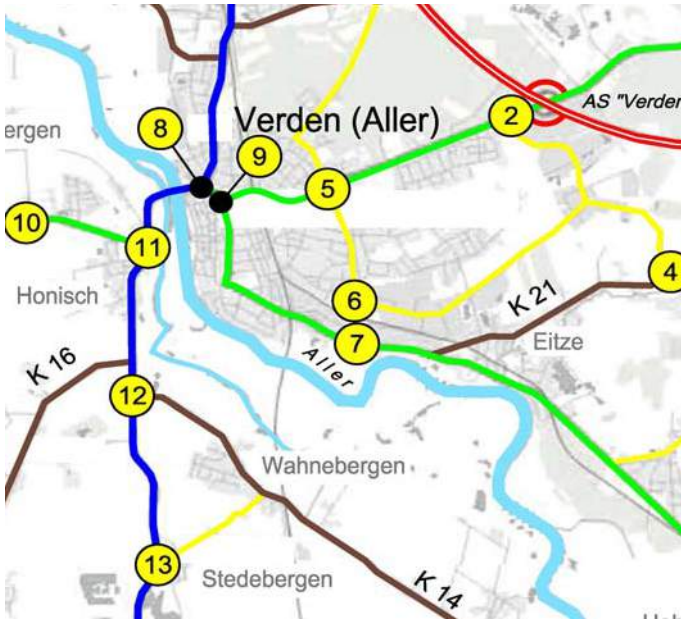 AS "Verden
2
Verden (Aller)
8
bergen
9
5
10
11
4
Honisch
6
K 21
7
Eitze
Aller
K 16
12
Wahnebergen
13
Stedebergen
K 14